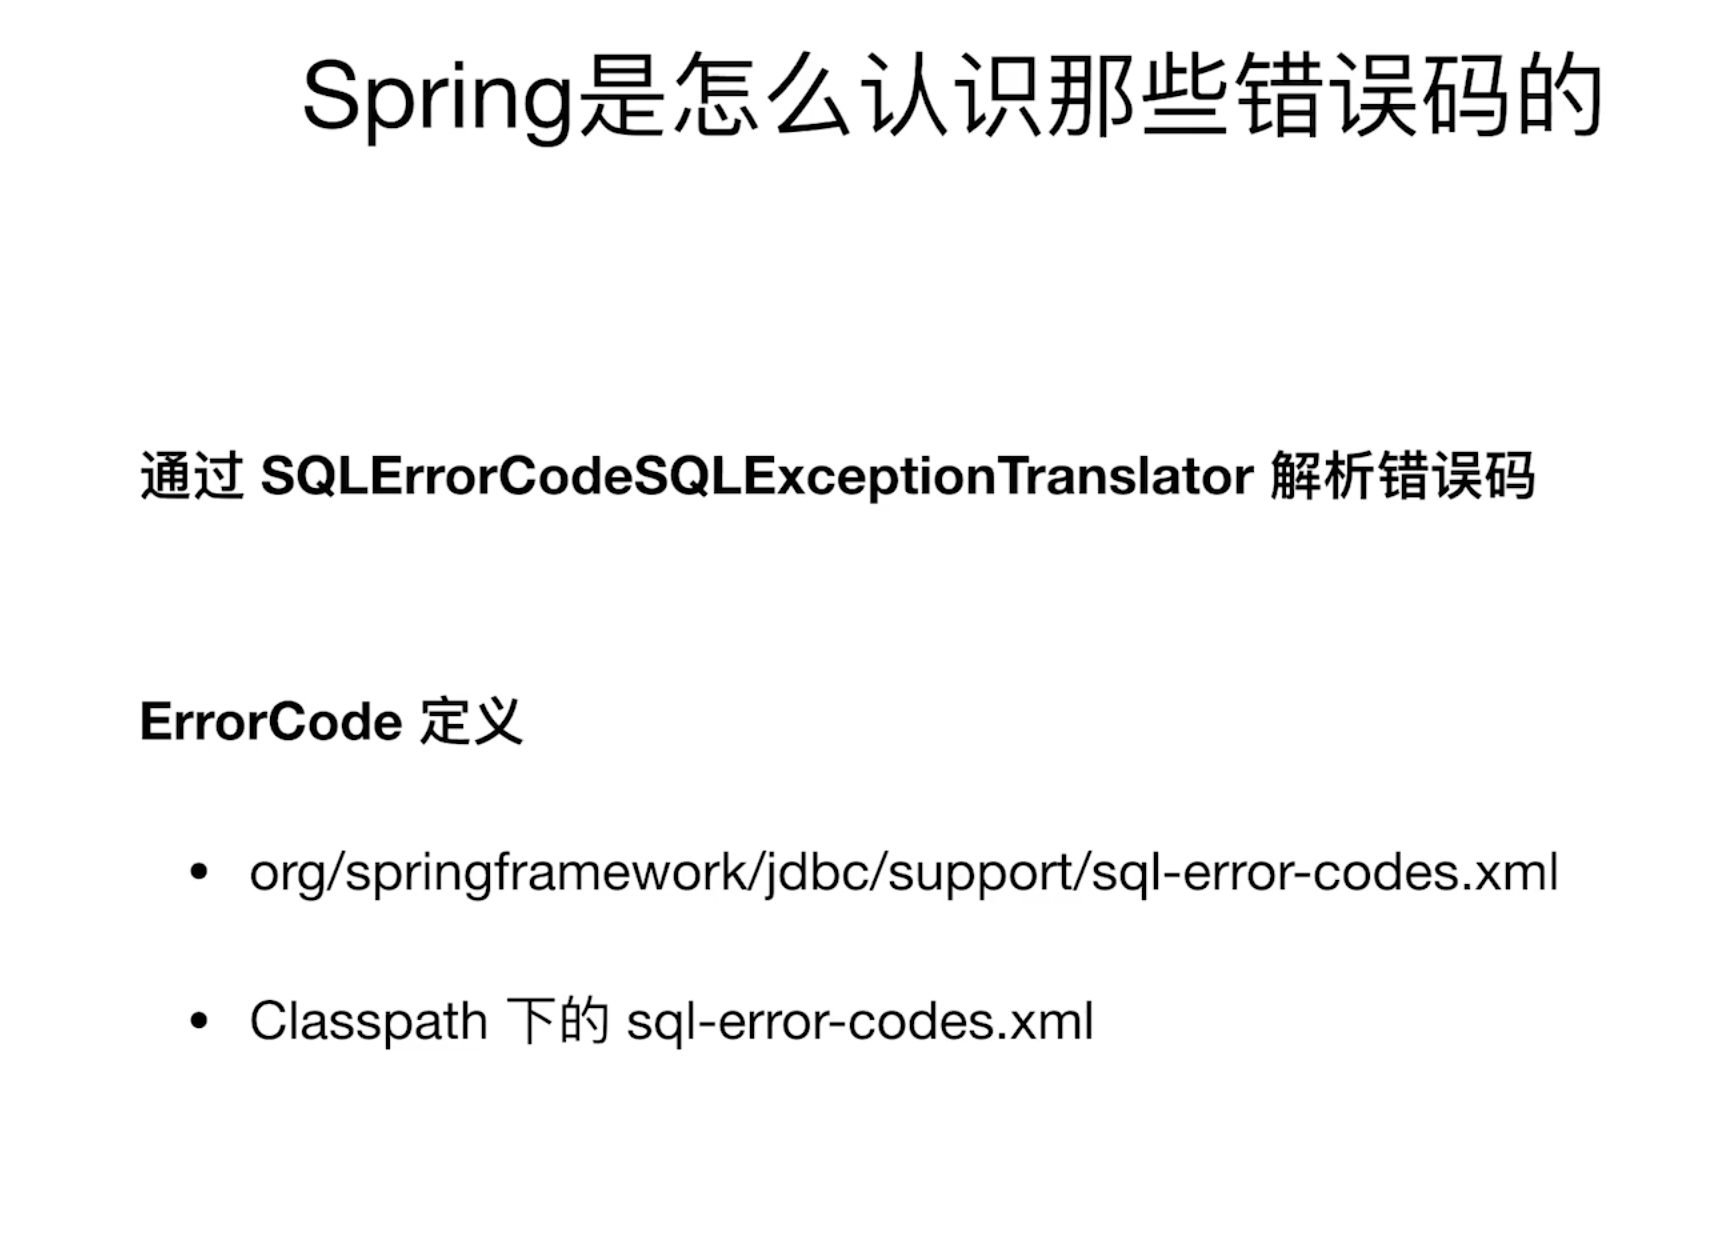 Spring是怎么认识那些错误码的
通过 SQLErrorCodeSQLExceptionTranslator 解析错误码
ErrorCode 定义
• org/springframework/jdbc/support/sql-error-codes.xml
• Classpath 下的 sql-error-codes.xml